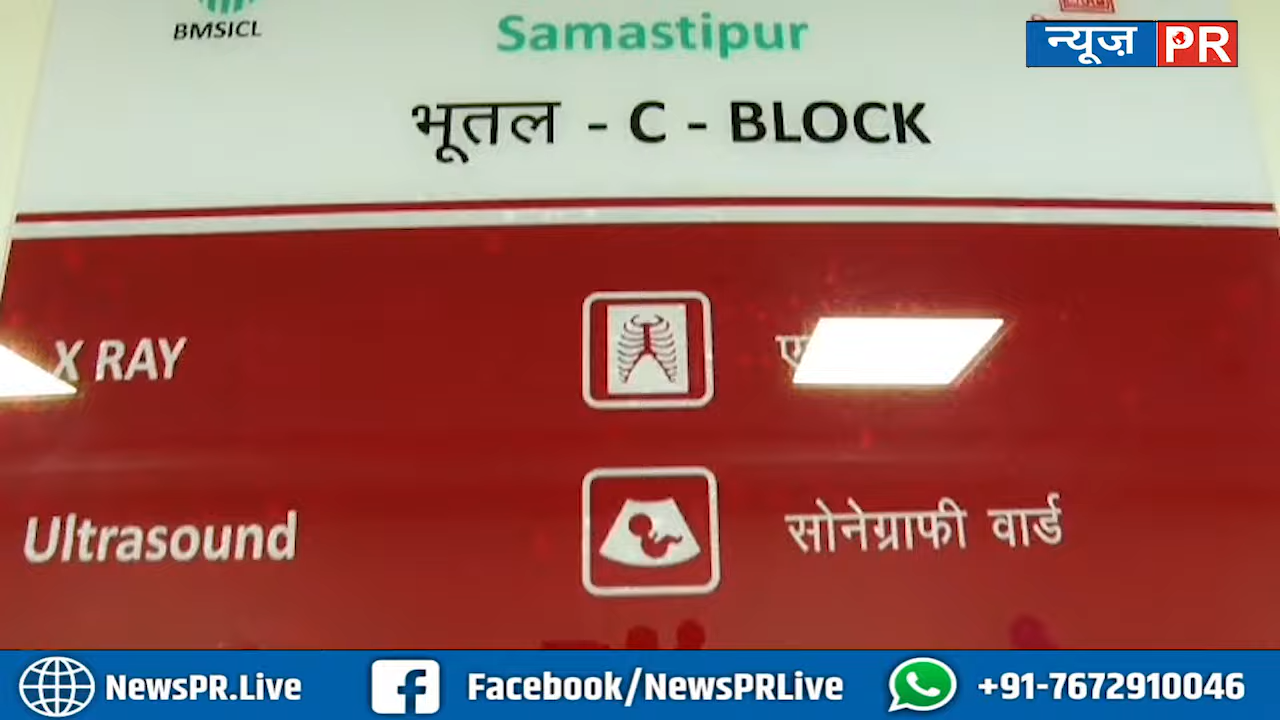 BMSICL
Samastipur
न्यूज़ PR
भूतल - C - BLOCK
X RAY
Ultrasound सोनेग्राफी वार्ड
NewsPR.Live Facebook/NewsPRLive +91-7672910046